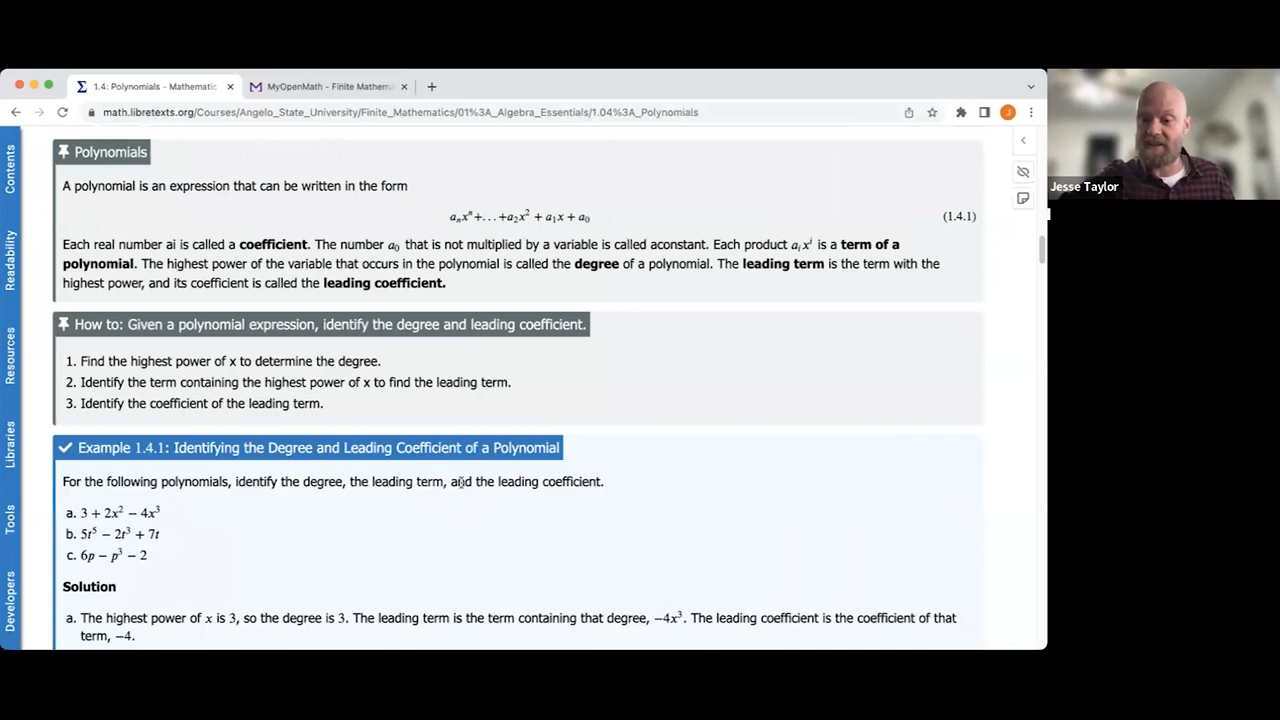 1.4: Polynomials - Mathematic
MyOpenMath - Finite Mathema
math.libretexts.org/Courses/Angelo_State_University/Finite_Mathematics/01%3A_Algebra_Essentials/1.04%3A_Polynomials
Contents
Readability
Resources
Libraries
Tools
Developers
Polynomials
A polynomial is an expression that can be written in the form
aₙxⁿ+...+a₂x² + a₁x + a₀ (1.4.1)
Each real number ai is called a coefficient. The number a₀ that is not multiplied by a variable is called aconstant. Each product aᵢxⁱ is a term of a
polynomial. The highest power of the variable that occurs in the polynomial is called the degree of a polynomial. The leading term is the term with the
highest power, and its coefficient is called the leading coefficient.
How to: Given a polynomial expression, identify the degree and leading coefficient.
1. Find the highest power of x to determine the degree.
2. Identify the term containing the highest power of x to find the leading term.
3. Identify the coefficient of the leading term.
Example 1.4.1: Identifying the Degree and Leading Coefficient of a Polynomial
For the following polynomials, identify the degree, the leading term, and the leading coefficient.
a. 3 + 2x² − 4x³
b. 5t⁵ − 2t³ + 7t
c. 6p − p³ − 2
Solution
a. The highest power of x is 3, so the degree is 3. The leading term is the term containing that degree, −4x³. The leading coefficient is the coefficient of that
term, −4.
J
Jesse Taylor